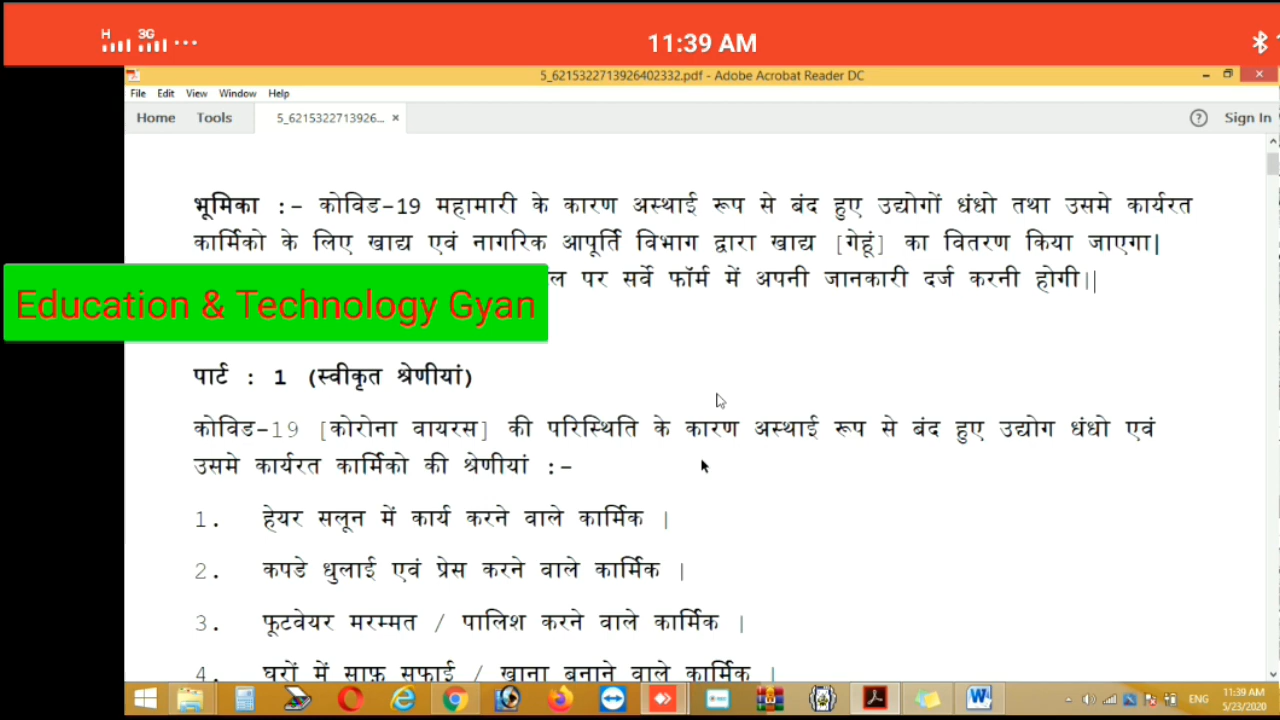 H 3G ...
11:39 AM
5_6215322713926402332.pdf - Adobe Acrobat Reader DC
File Edit View Window Help
Home Tools 5_6215322713926... × ? Sign In
भूमिका :- कोविड-19 महामारी के कारण अस्थाई रूप से बंद हुए उद्योगों धंधो तथा उसमे कार्यरत
कार्मिको के लिए खाद्य एवं नागरिक आपूर्ति विभाग द्वारा खाद्य [गेहूं] का वितरण किया जाएगा|
पर सर्वे फॉर्म में अपनी जानकारी दर्ज करनी होगी||
Education & Technology Gyan
पार्ट : 1 (स्वीकृत श्रेणीयां)
कोविड-19 [कोरोना वायरस] की परिस्थिति के कारण अस्थाई रूप से बंद हुए उद्योग धंधो एवं
उसमे कार्यरत कार्मिको की श्रेणीयां :-
1. हेयर सलून में कार्य करने वाले कार्मिक |
2. कपडे धुलाई एवं प्रेस करने वाले कार्मिक |
3. फूटवेयर मरम्मत / पालिश करने वाले कार्मिक |
4. घरों में साफ़ सफाई / खाना बनाने वाले कार्मिक |
ENG 11:39 AM
5/23/2020